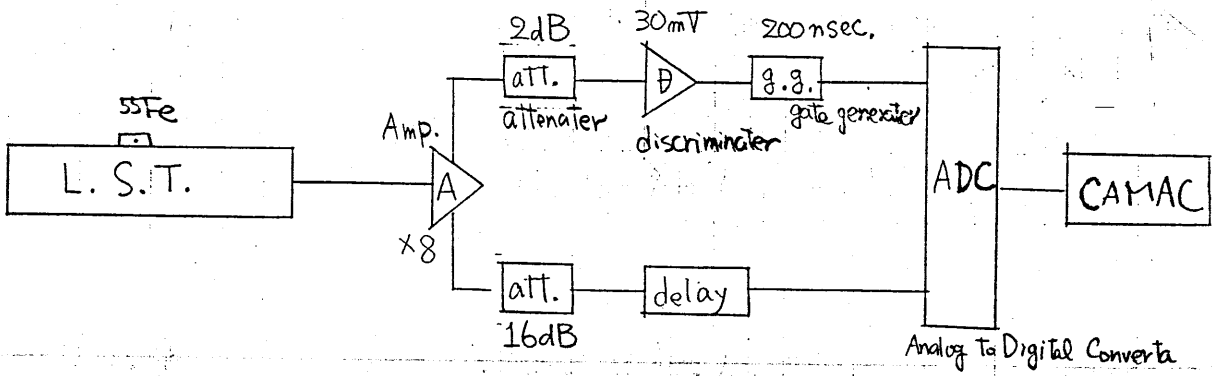 2dB
30mV
200nsec.
att.
D
g.g.
attenater
gate generater
discriminater
55Fe
L. S. T.
Amp.
A
×8
ADC
CAMAC
att.
delay
16dB
Analog to Digital Converta